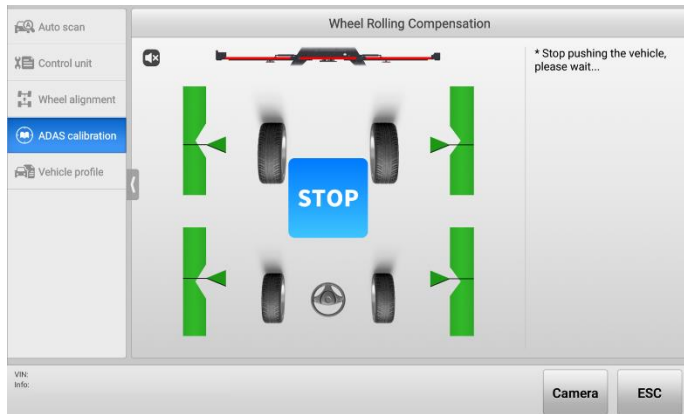 Wheel Rolling Compensation
Auto scan
Control unit
Wheel alignment
ADAS calibration
Vehicle profile
STOP
* Stop pushing the vehicle,
please wait...
VIN:
Info:
Camera
ESC